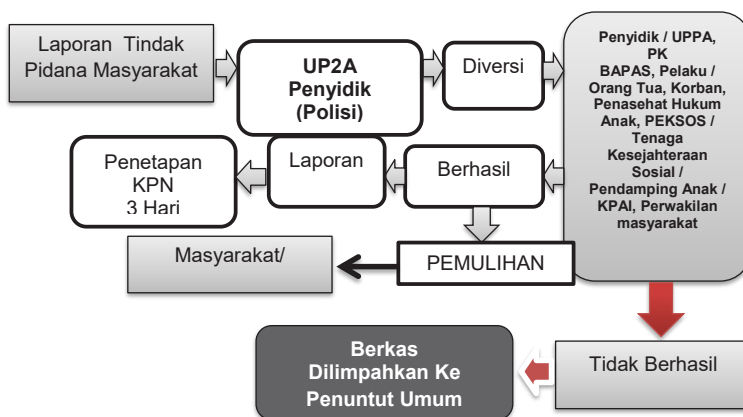 Laporan Tindak
Pidana Masyarakat
UP2A
Penyidik
(Polisi)
Diversi
Penyidik / UPPA,
PK
BAPAS, Pelaku /
Orang Tua, Korban,
Penasehat Hukum
Anak, PEKSOS /
Tenaga
Kesejahteraan
Sosial /
Pendamping Anak /
KPAI, Perwakilan
masyarakat
Penetapan
KPN
3 Hari
Laporan
Berhasil
Masyarakat/
PEMULIHAN
Berkas
Dilimpahkan Ke
Penuntut Umum
Tidak Berhasil